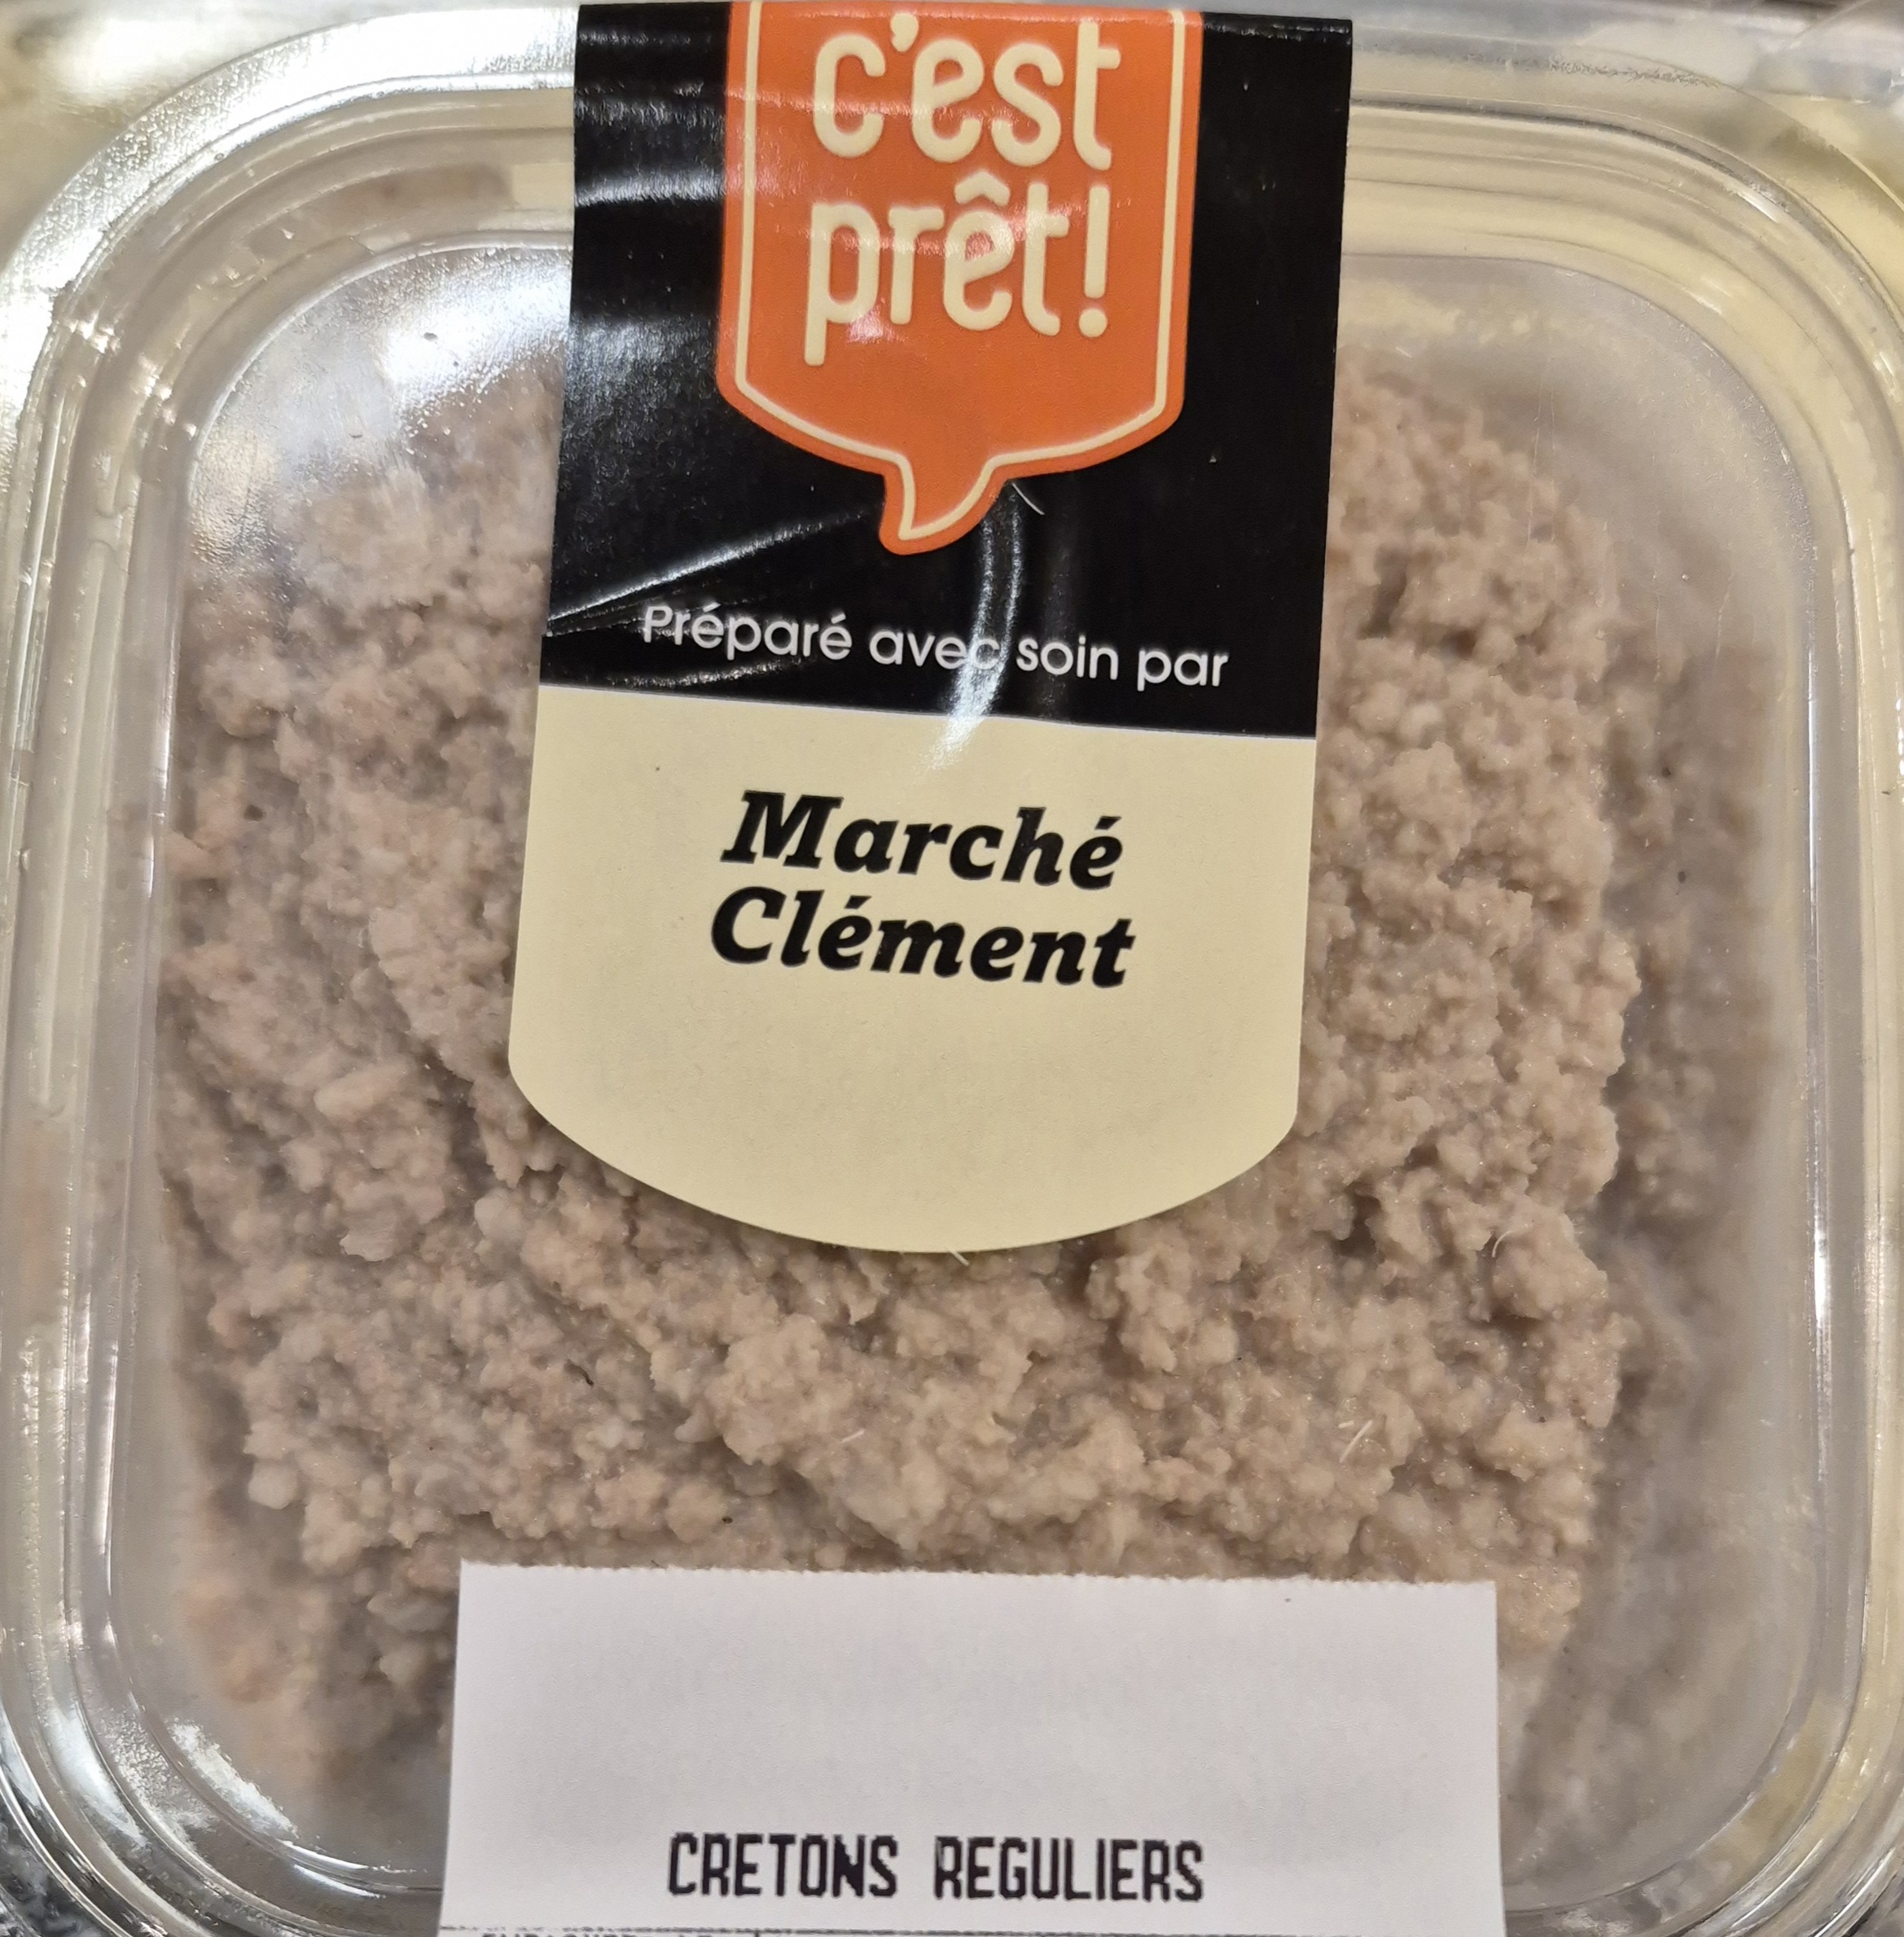 c'est
prêt!
Préparé avec soin par
Marché
Clément
CRETONS REGULIERS